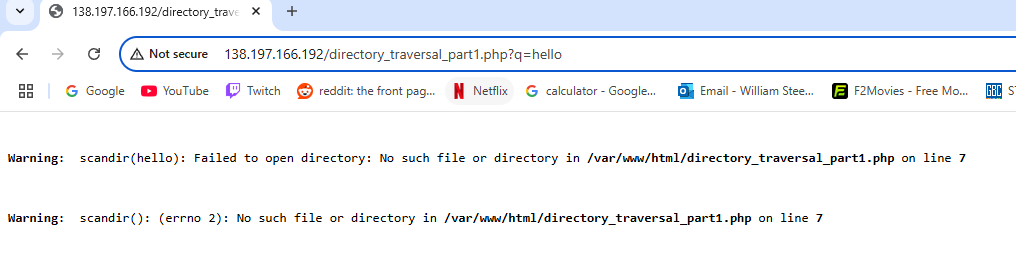 138.197.166.192/directory_trave
Not secure 138.197.166.192/directory_traversal_part1.php?q=hello
Google YouTube Twitch reddit: the front pag... Netflix calculator - Google... Email - William Stee... F2Movies - Free Mo... GBC ST
Warning: scandir(hello): Failed to open directory: No such file or directory in /var/www/html/directory_traversal_part1.php on line 7
Warning: scandir(): (errno 2): No such file or directory in /var/www/html/directory_traversal_part1.php on line 7